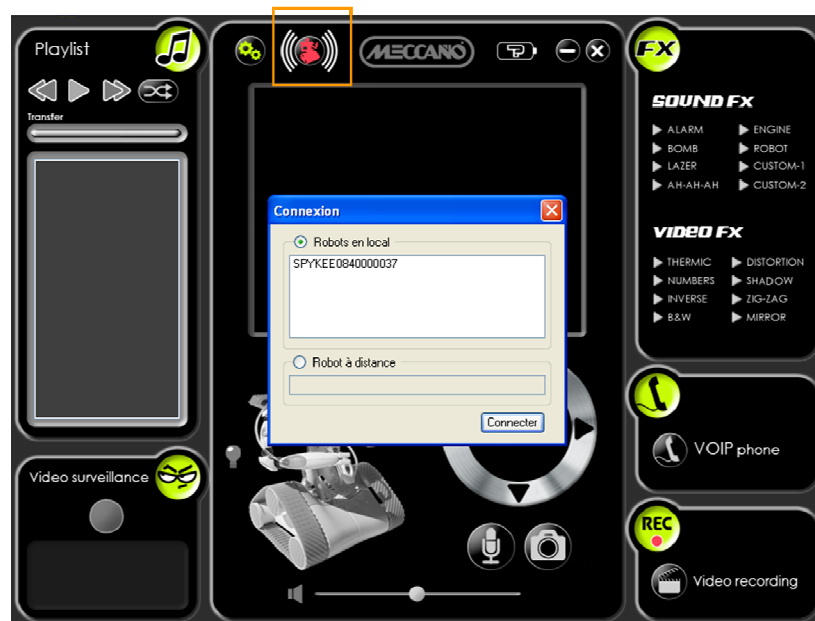 Playlist
Transfer
Video surveillance
MECCANO
Connexion
Robots en local
SPYKEE0840000037
Robot à distance
Connecter
FX
SOUND FX
ALARM ENGINE
BOMB ROBOT
LAZER CUSTOM-1
AH-AH-AH CUSTOM-2
VIDEO FX
THERMIC DISTORTION
NUMBERS SHADOW
INVERSE ZIG-ZAG
B&W MIRROR
VOIP phone
REC
Video recording